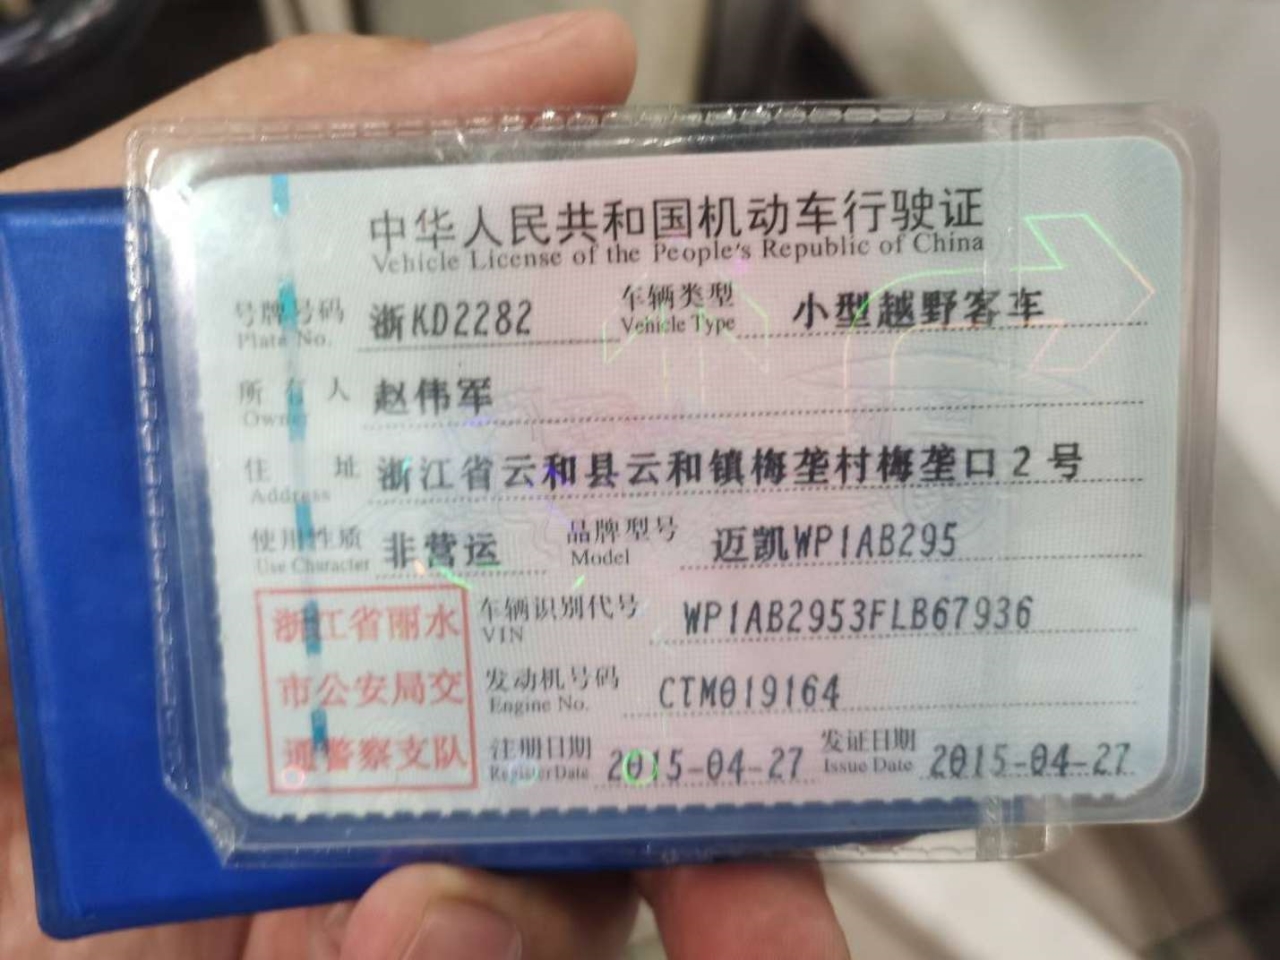 中华人民共和国机动车行驶证
Vehicle License of the People's Republic of China
号牌号码 浙KD2282 车辆类型 小型越野客车
Plate No. Vehicle Type
所有人 赵伟军
Owner
住址 浙江省云和县云和镇梅垄村梅垄口2号
Address
使用性质 非营运 品牌型号 迈凯WP1AB295
Use Character Model
浙江省丽水 车辆识别代号 WP1AB2953FLB67936
VIN
市公安局交 发动机号码 CTM019164
Engine No.
通警察支队 注册日期 2015-04-27 发证日期 2015-04-27
Register Date Issue Date